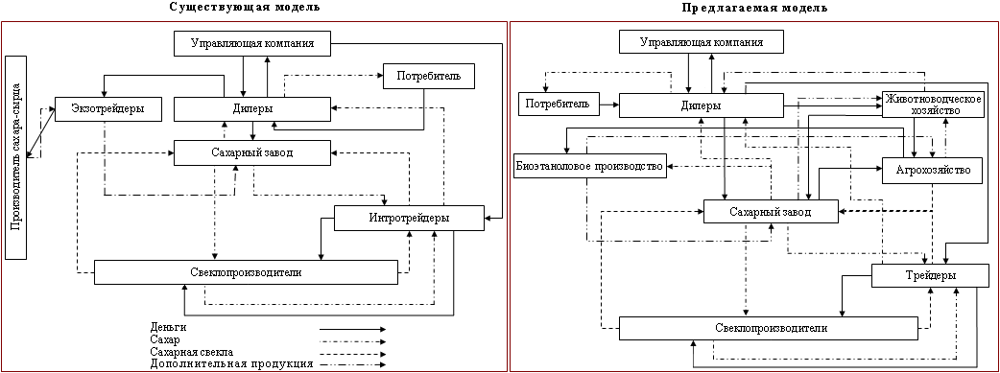 Существующая модель
Управляющая компания
Потребитель
Экзотрейдеры
Дилеры
Производитель сахара-сырца
Сахарный завод
Интротрейдеры
Свеклопроизводители
Деньги
Сахар
Сахарная свекла
Дополнительная продукция
Предлагаемая модель
Управляющая компания
Потребитель
Дилеры
Животноводческое
хозяйство
Биоэтаноловое производство
Агрохозяйство
Сахарный завод
Трейдеры
Свеклопроизводители